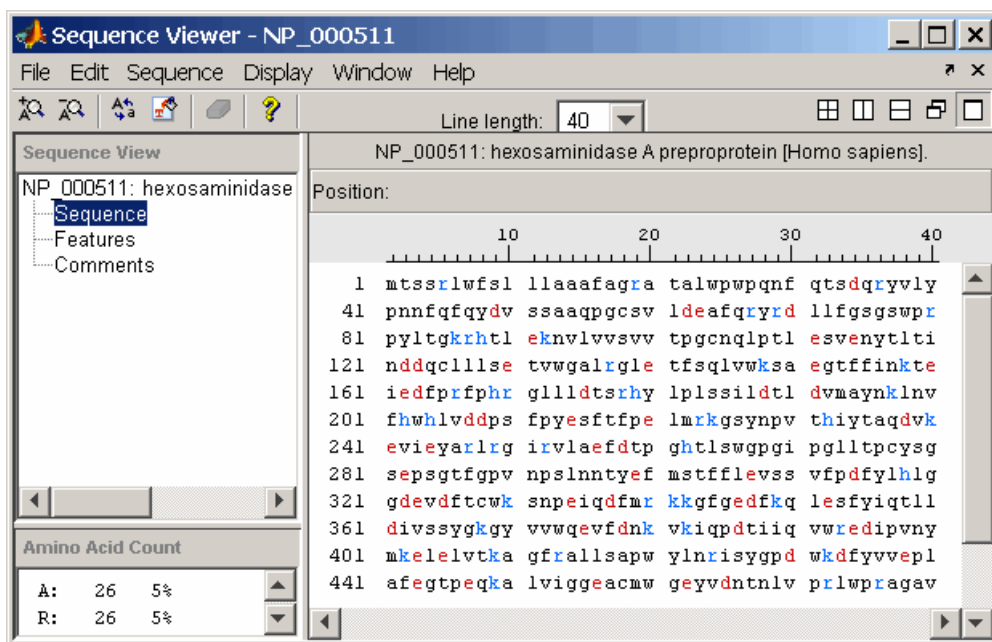 Sequence Viewer - NP_000511
File Edit Sequence Display Window Help
Line length: 40
Sequence View
NP_000511: hexosaminidase
Sequence
Features
Comments
Amino Acid Count
A: 26 5%
R: 26 5%
NP_000511: hexosaminidase A preproprotein [Homo sapiens].
Position:
10 20 30 40
1 mtssrlwfsl llaaafagra talwpwpqnf qtsdqryvly
41 pnnfqfqydv ssaaqpgcsv ldeafqryrd llfgsgswpr
81 pyltgkrhtl eknvlvvsvv tpgcnqlptl esvenytlti
121 nddqclllse tvwgalrgle tfsqlvwksa egtffinkte
161 iedfprfphr gllldtsrhy lplssildtl dvmaynklnv
201 fhwhlvddps fpyesftfpe lmrkgsynpv thiytaqdvk
241 evieyarlrg irvlaefdtp ghtlswgpgi pglltpcysg
281 sepsgtfgpv npslnntyef mstfflevss vfpdfylhlg
321 gdevdftcwk snpeiqdfmr kkgfgedfkq lesfyiqtll
361 divssygkgy vvwqevfdnk vkiqpdtiiq vwredipvny
401 mkelelvtka gfrallsapw ylnrisygpd wkdfyvvepl
441 afegtpeqka lviggeacmw geyvdntnlv prlwpragav